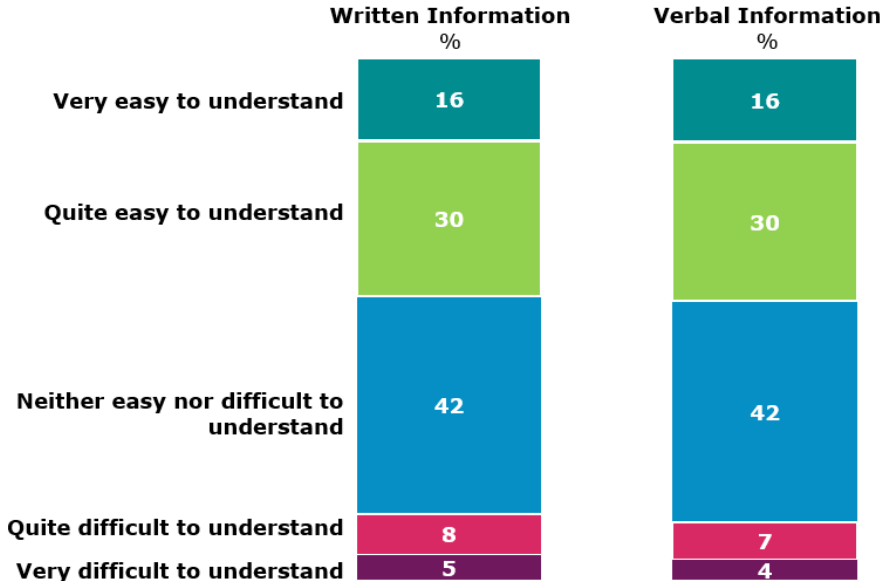 Written Information Verbal Information
% %
Very easy to understand 16 16
Quite easy to understand 30 30
Neither easy nor difficult to
understand 42 42
Quite difficult to understand 8 7
Very difficult to understand 5 4